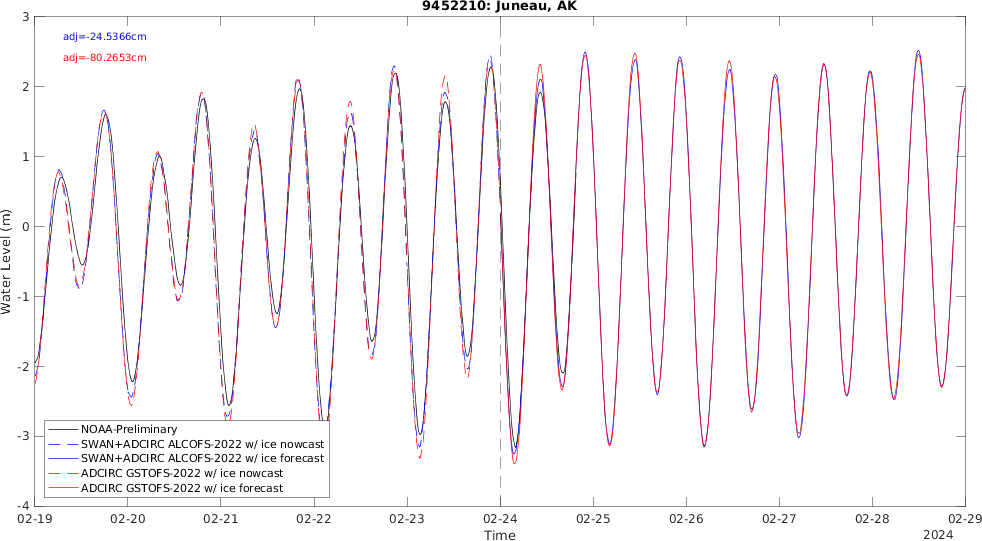 9452210: Juneau, AK
adj=-24.5366cm
adj=-80.2653cm
3
2
1
0
-1
-2
-3
-4
Water Level (m)
NOAA-Preliminary
SWAN+ADCIRC ALCOFS-2022 w/ ice nowcast
SWAN+ADCIRC ALCOFS-2022 w/ ice forecast
ADCIRC GSTOFS-2022 w/ ice nowcast
ADCIRC GSTOFS-2022 w/ ice forecast
02-19 02-20 02-21 02-22 02-23 02-24 02-25 02-26 02-27 02-28 02-29
Time
2024